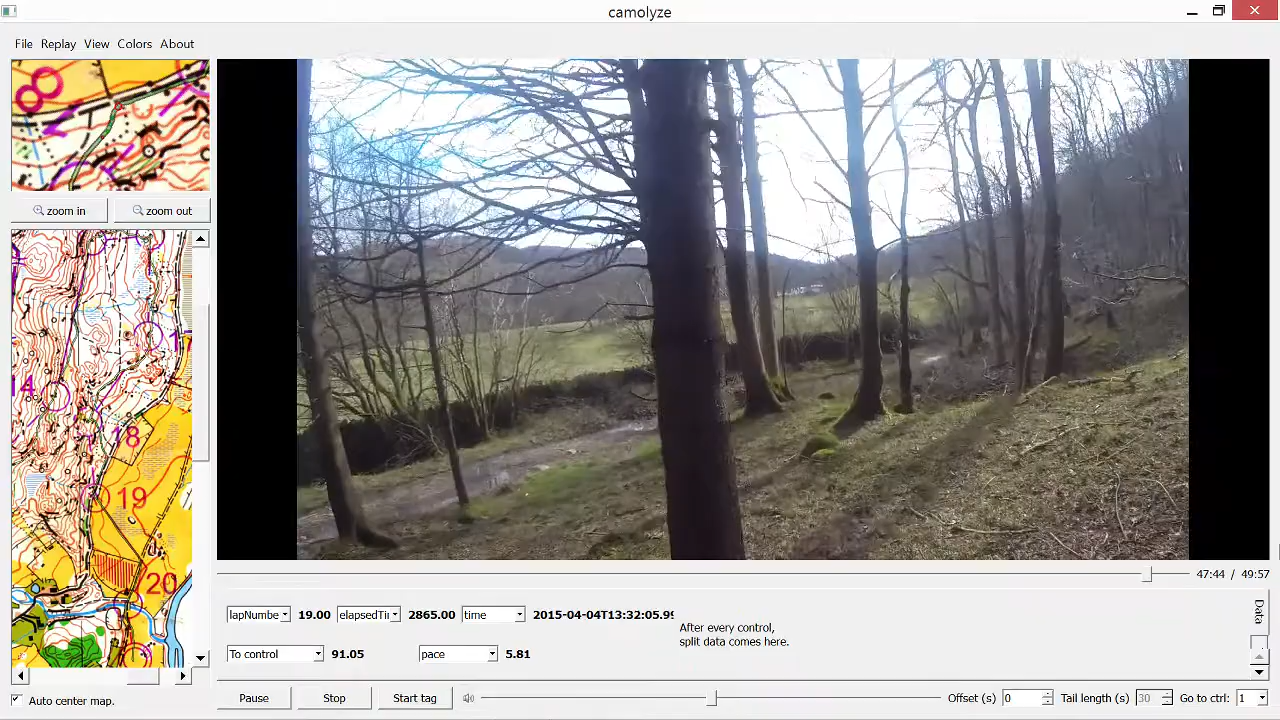 camolyze
File Replay View Colors About
8
zoom in zoom out
14
18
19
20
47:44 / 49:57
lapNumbe 19.00 elapsedTii 2865.00 time 2015-04-04T13:32:05.99
To control 91.05 pace 5.81
After every control,
split data comes here.
Data
Auto center map.
Pause Stop Start tag Offset (s) 0 Tail length (s) 30 Go to ctrl: 1